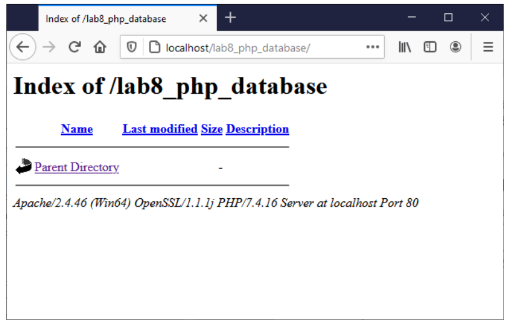 Index of /lab8_php_database
localhost/lab8_php_database/
Index of /lab8_php_database
Name Last modified Size Description
Parent Directory -
Apache/2.4.46 (Win64) OpenSSL/1.1.1j PHP/7.4.16 Server at localhost Port 80